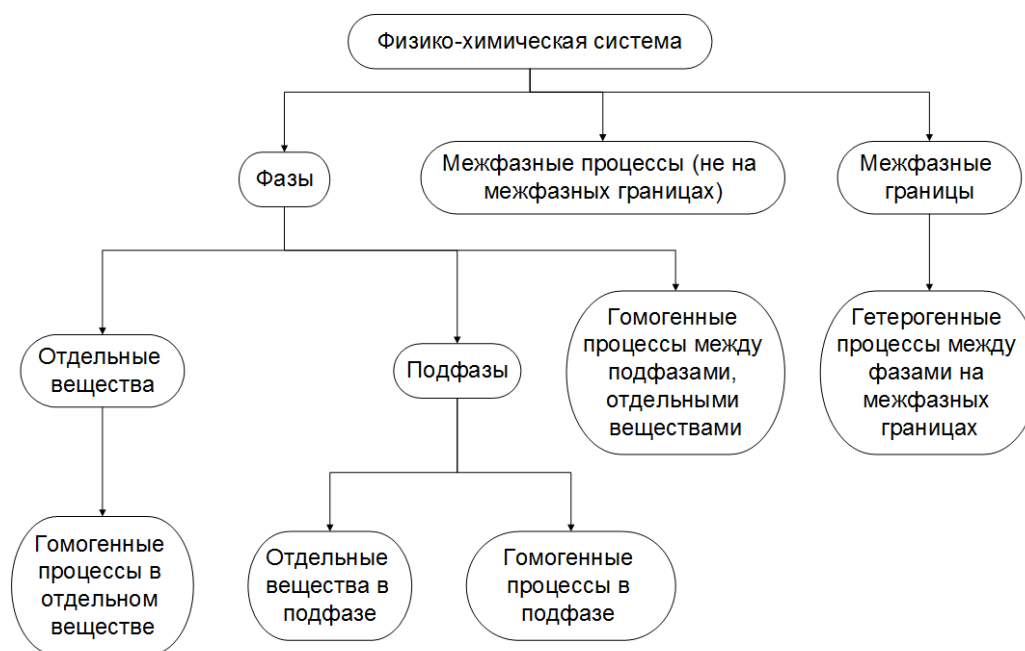 Физико-химическая система
Фазы
Межфазные процессы (не на
межфазных границах)
Межфазные
границы
Отдельные
вещества
Подфазы
Гомогенные
процессы между
подфазами,
отдельными
веществами
Гетерогенные
процессы между
фазами на
межфазных
границах
Гомогенные
процессы в
отдельном
веществе
Отдельные
вещества в
подфазе
Гомогенные
процессы в
подфазе